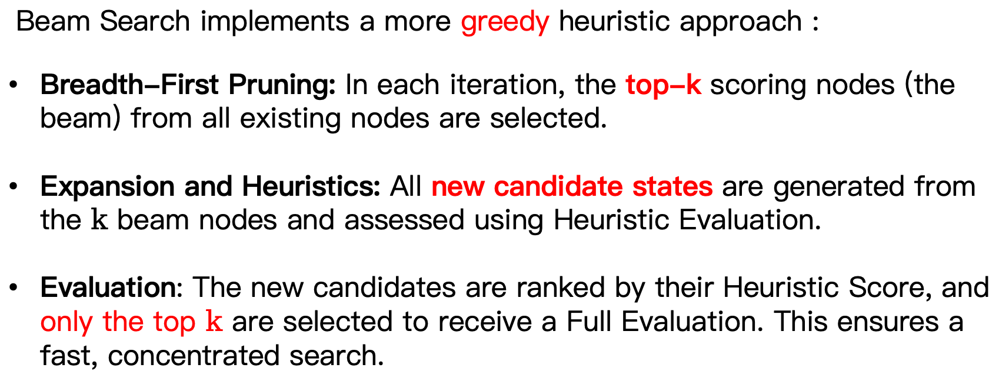 Beam Search implements a more greedy heuristic approach :
• Breadth–First Pruning: In each iteration, the top–k scoring nodes (the
beam) from all existing nodes are selected.
• Expansion and Heuristics: All new candidate states are generated from
the k beam nodes and assessed using Heuristic Evaluation.
• Evaluation: The new candidates are ranked by their Heuristic Score, and
only the top k are selected to receive a Full Evaluation. This ensures a
fast, concentrated search.